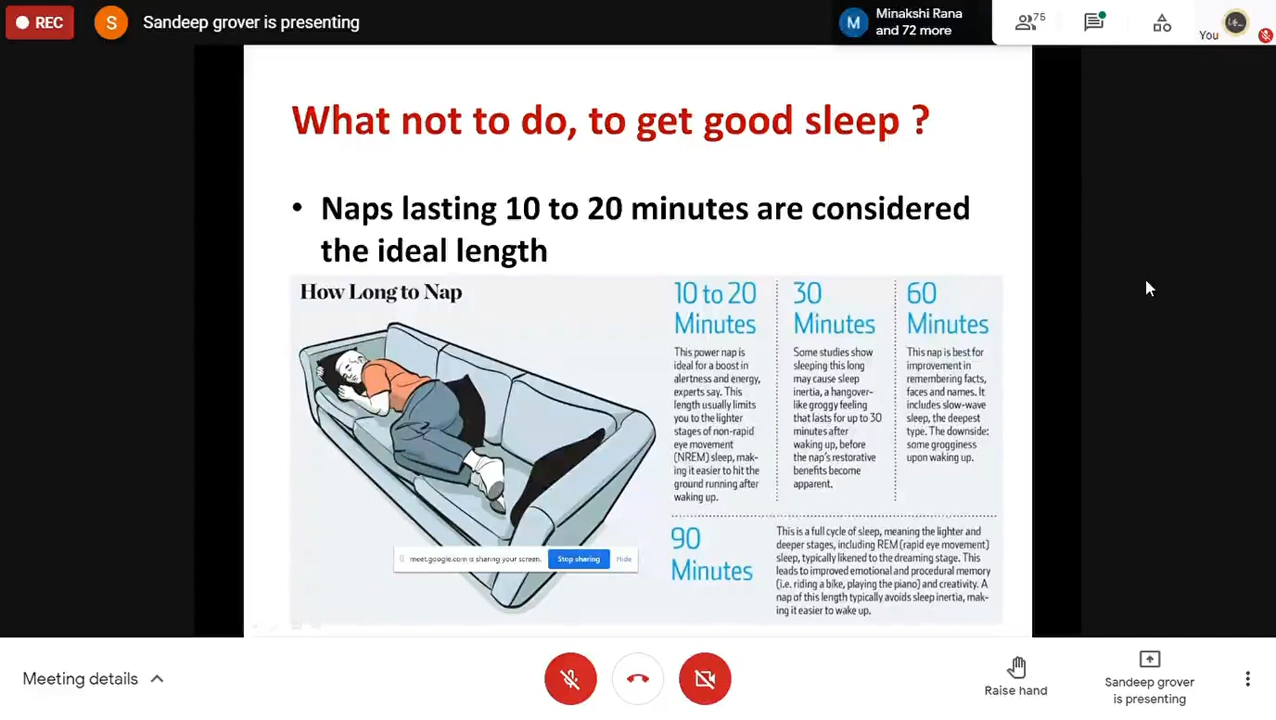 REC
S
Sandeep grover is presenting
M
Minakshi Rana
and 72 more
75
You
What not to do, to get good sleep ?
• Naps lasting 10 to 20 minutes are considered
the ideal length
How Long to Nap
10 to 20
Minutes
This power nap is
ideal for a boost in
alertness and energy,
experts say. This
length usually limits
you to the lighter
stages of non-rapid
eye movement
(NREM) sleep, mak-
ing it easier to hit the
ground running after
waking up.
30
Minutes
Some studies show
sleeping this long
may cause sleep
inertia, a hangover-
like groggy feeling
that lasts for up to 30
minutes after
waking up, before
the nap's restorative
benefits become
apparent.
60
Minutes
This nap is best for
improvement in
remembering facts,
faces and names. It
includes slow-wave
sleep, the deepest
type. The downside:
some grogginess
upon waking up.
90
Minutes
This is a full cycle of sleep, meaning the lighter and
deeper stages, including REM (rapid eye movement)
sleep, typically likened to the dreaming stage. This
leads to improved emotional and procedural memory
(i.e. riding a bike, playing the piano) and creativity. A
nap of this length typically avoids sleep inertia, mak-
ing it easier to wake up.
meet.google.com is sharing your screen.
Stop sharing
Hide
Meeting details
Raise hand
Sandeep grover
is presenting